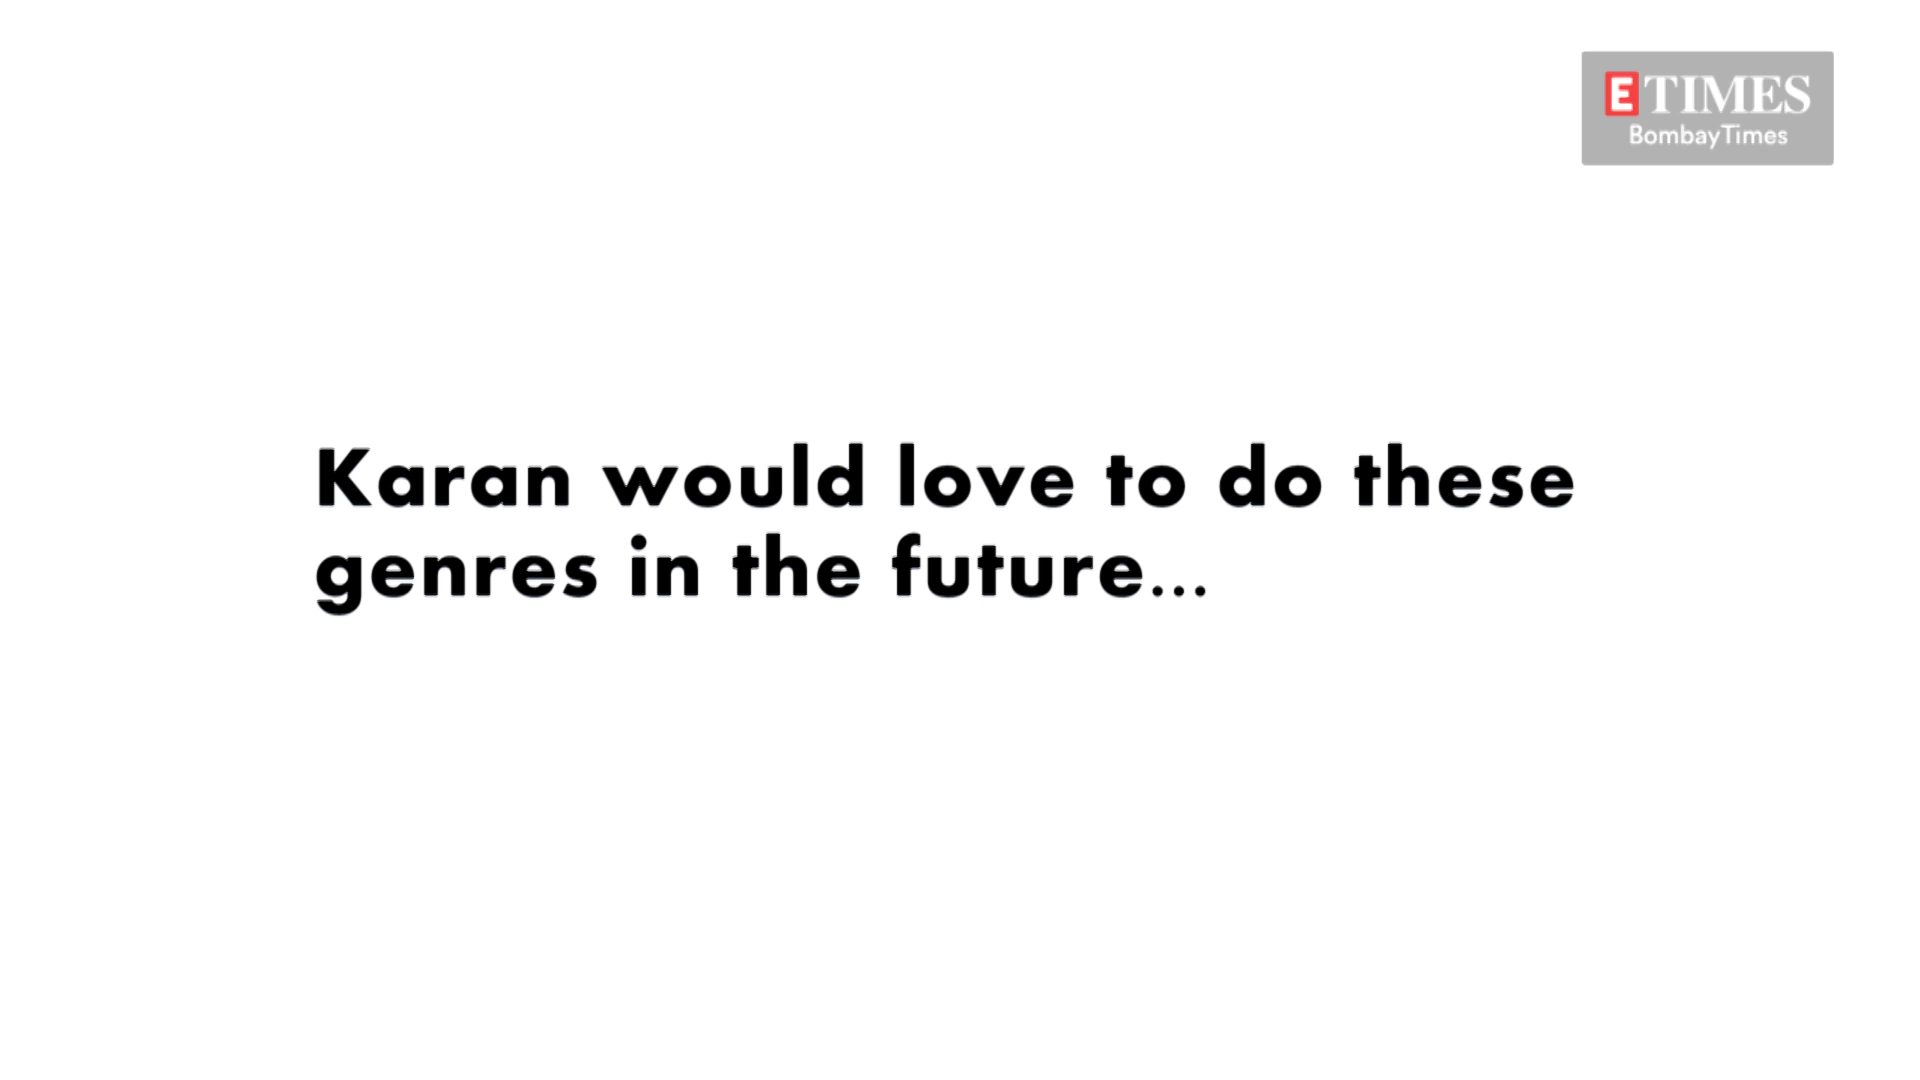 ETIMES
BombayTimes
Karan would love to do these
genres in the future...